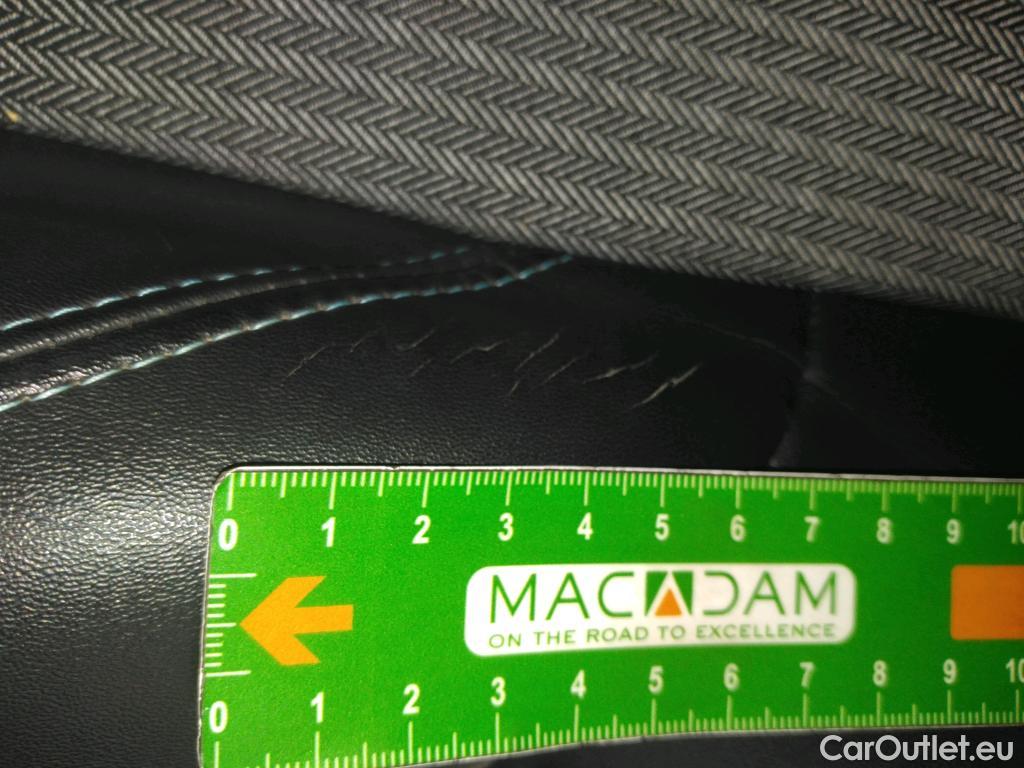 0 1 2 3 4 5 6 7 8 9 10
MACADAM
ON THE ROAD TO EXCELLENCE
0 1 2 3 4 5 6 7 8 9 10
CarOutlet.eu